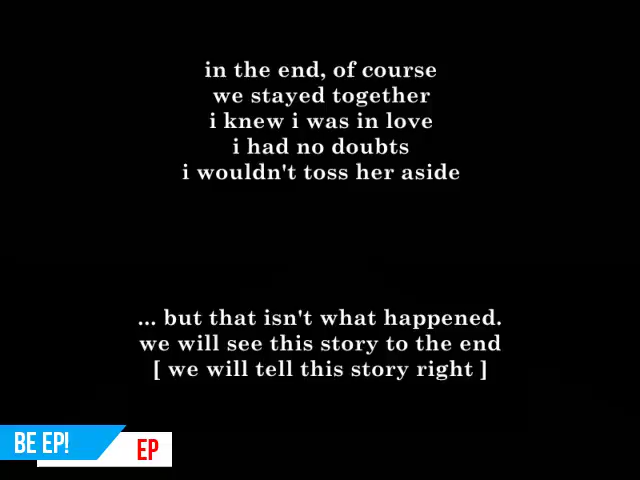 in the end, of course
we stayed together
i knew i was in love
i had no doubts
i wouldn't toss her aside
... but that isn't what happened.
we will see this story to the end
[ we will tell this story right ]
BE EP!
EP